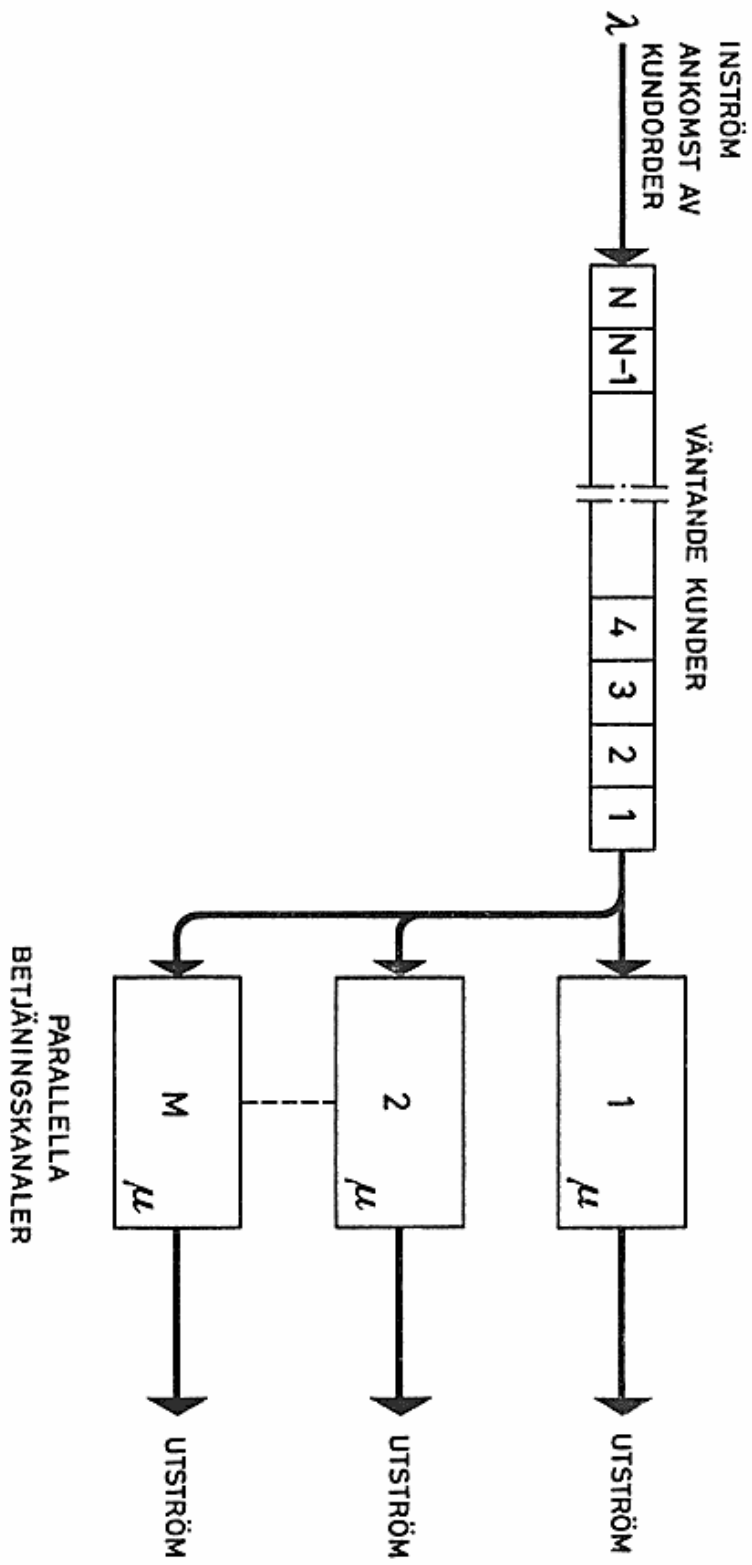 INSTRÖM
ANKOMST AV
KUNDORDER
λ
VÄNTANDE KUNDER
N N-1 4 3 2 1
1
μ
UTSTRÖM
2
μ
UTSTRÖM
M
μ
UTSTRÖM
PARALLELLA
BETJÄNINGSKANALER